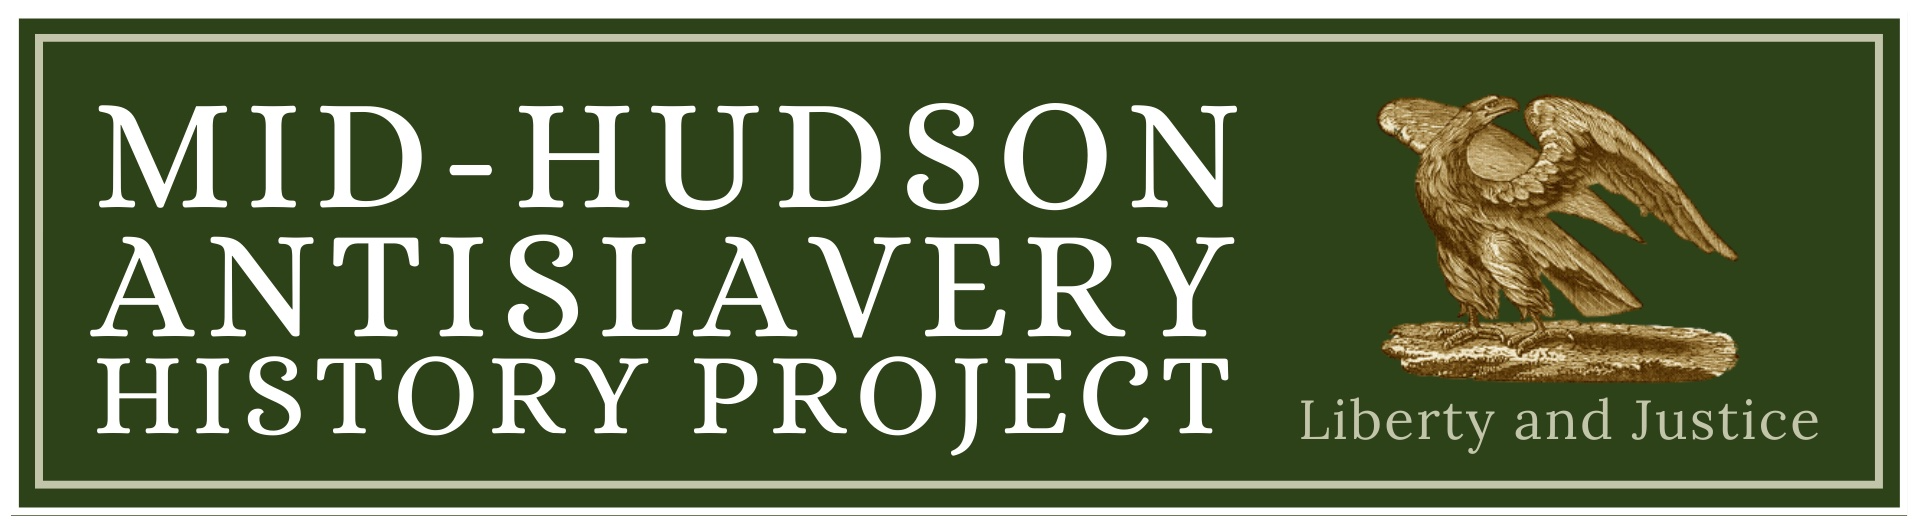 MID-HUDSON
ANTISLAVERY
HISTORY PROJECT
Liberty and Justice